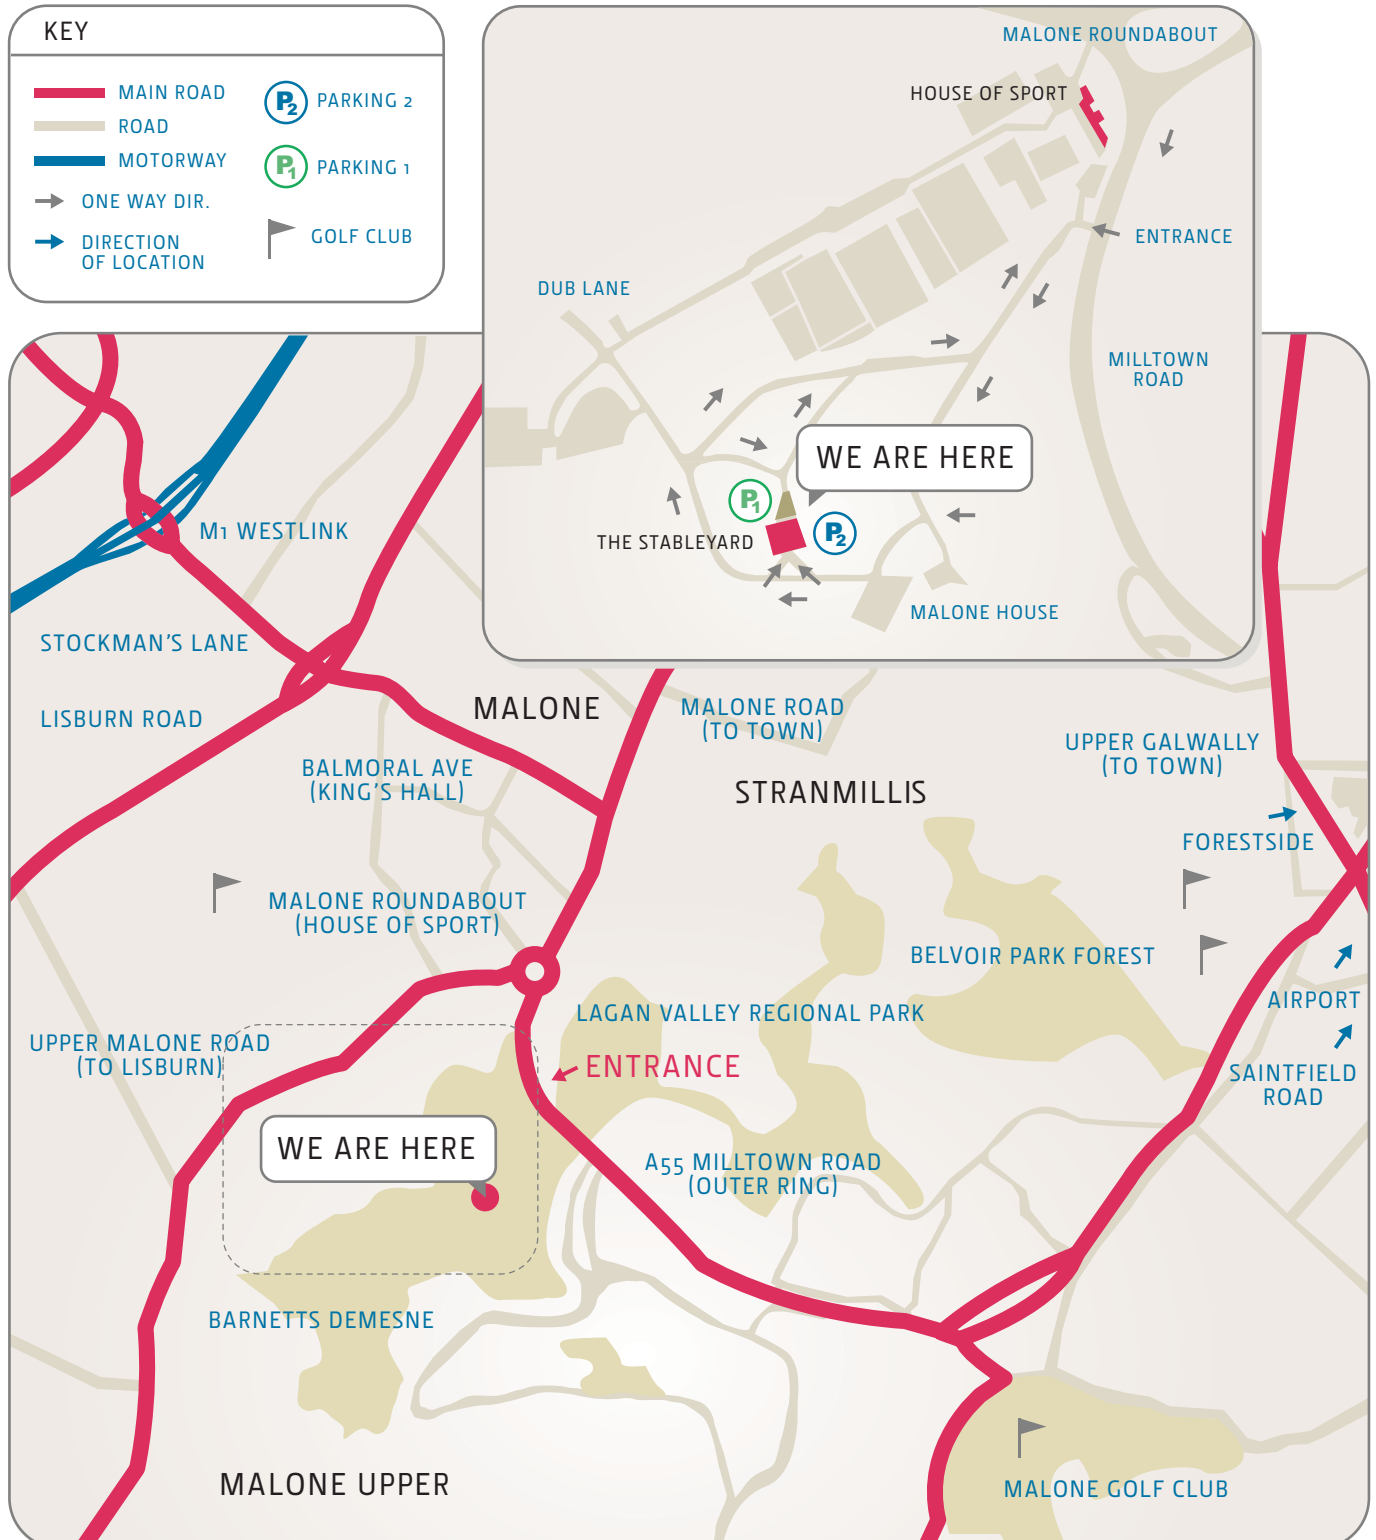 KEY
MAIN ROAD
ROAD
MOTORWAY
ONE WAY DIR.
DIRECTION
OF LOCATION
P2 PARKING 2
P1 PARKING 1
GOLF CLUB
MALONE ROUNDABOUT
HOUSE OF SPORT
ENTRANCE
DUB LANE
MILLTOWN
ROAD
WE ARE HERE
P1
P2
THE STABLEYARD
MALONE HOUSE
M1 WESTLINK
STOCKMAN'S LANE
LISBURN ROAD
MALONE
MALONE ROAD
(TO TOWN)
UPPER GALWALLY
(TO TOWN)
BALMORAL AVE
(KING'S HALL)
STRANMILLIS
FORESTSIDE
MALONE ROUNDABOUT
(HOUSE OF SPORT)
BELVOIR PARK FOREST
AIRPORT
LAGAN VALLEY REGIONAL PARK
UPPER MALONE ROAD
(TO LISBURN)
ENTRANCE
SAINTFIELD
ROAD
WE ARE HERE
A55 MILLTOWN ROAD
(OUTER RING)
BARNETTS DEMESNE
MALONE UPPER
MALONE GOLF CLUB